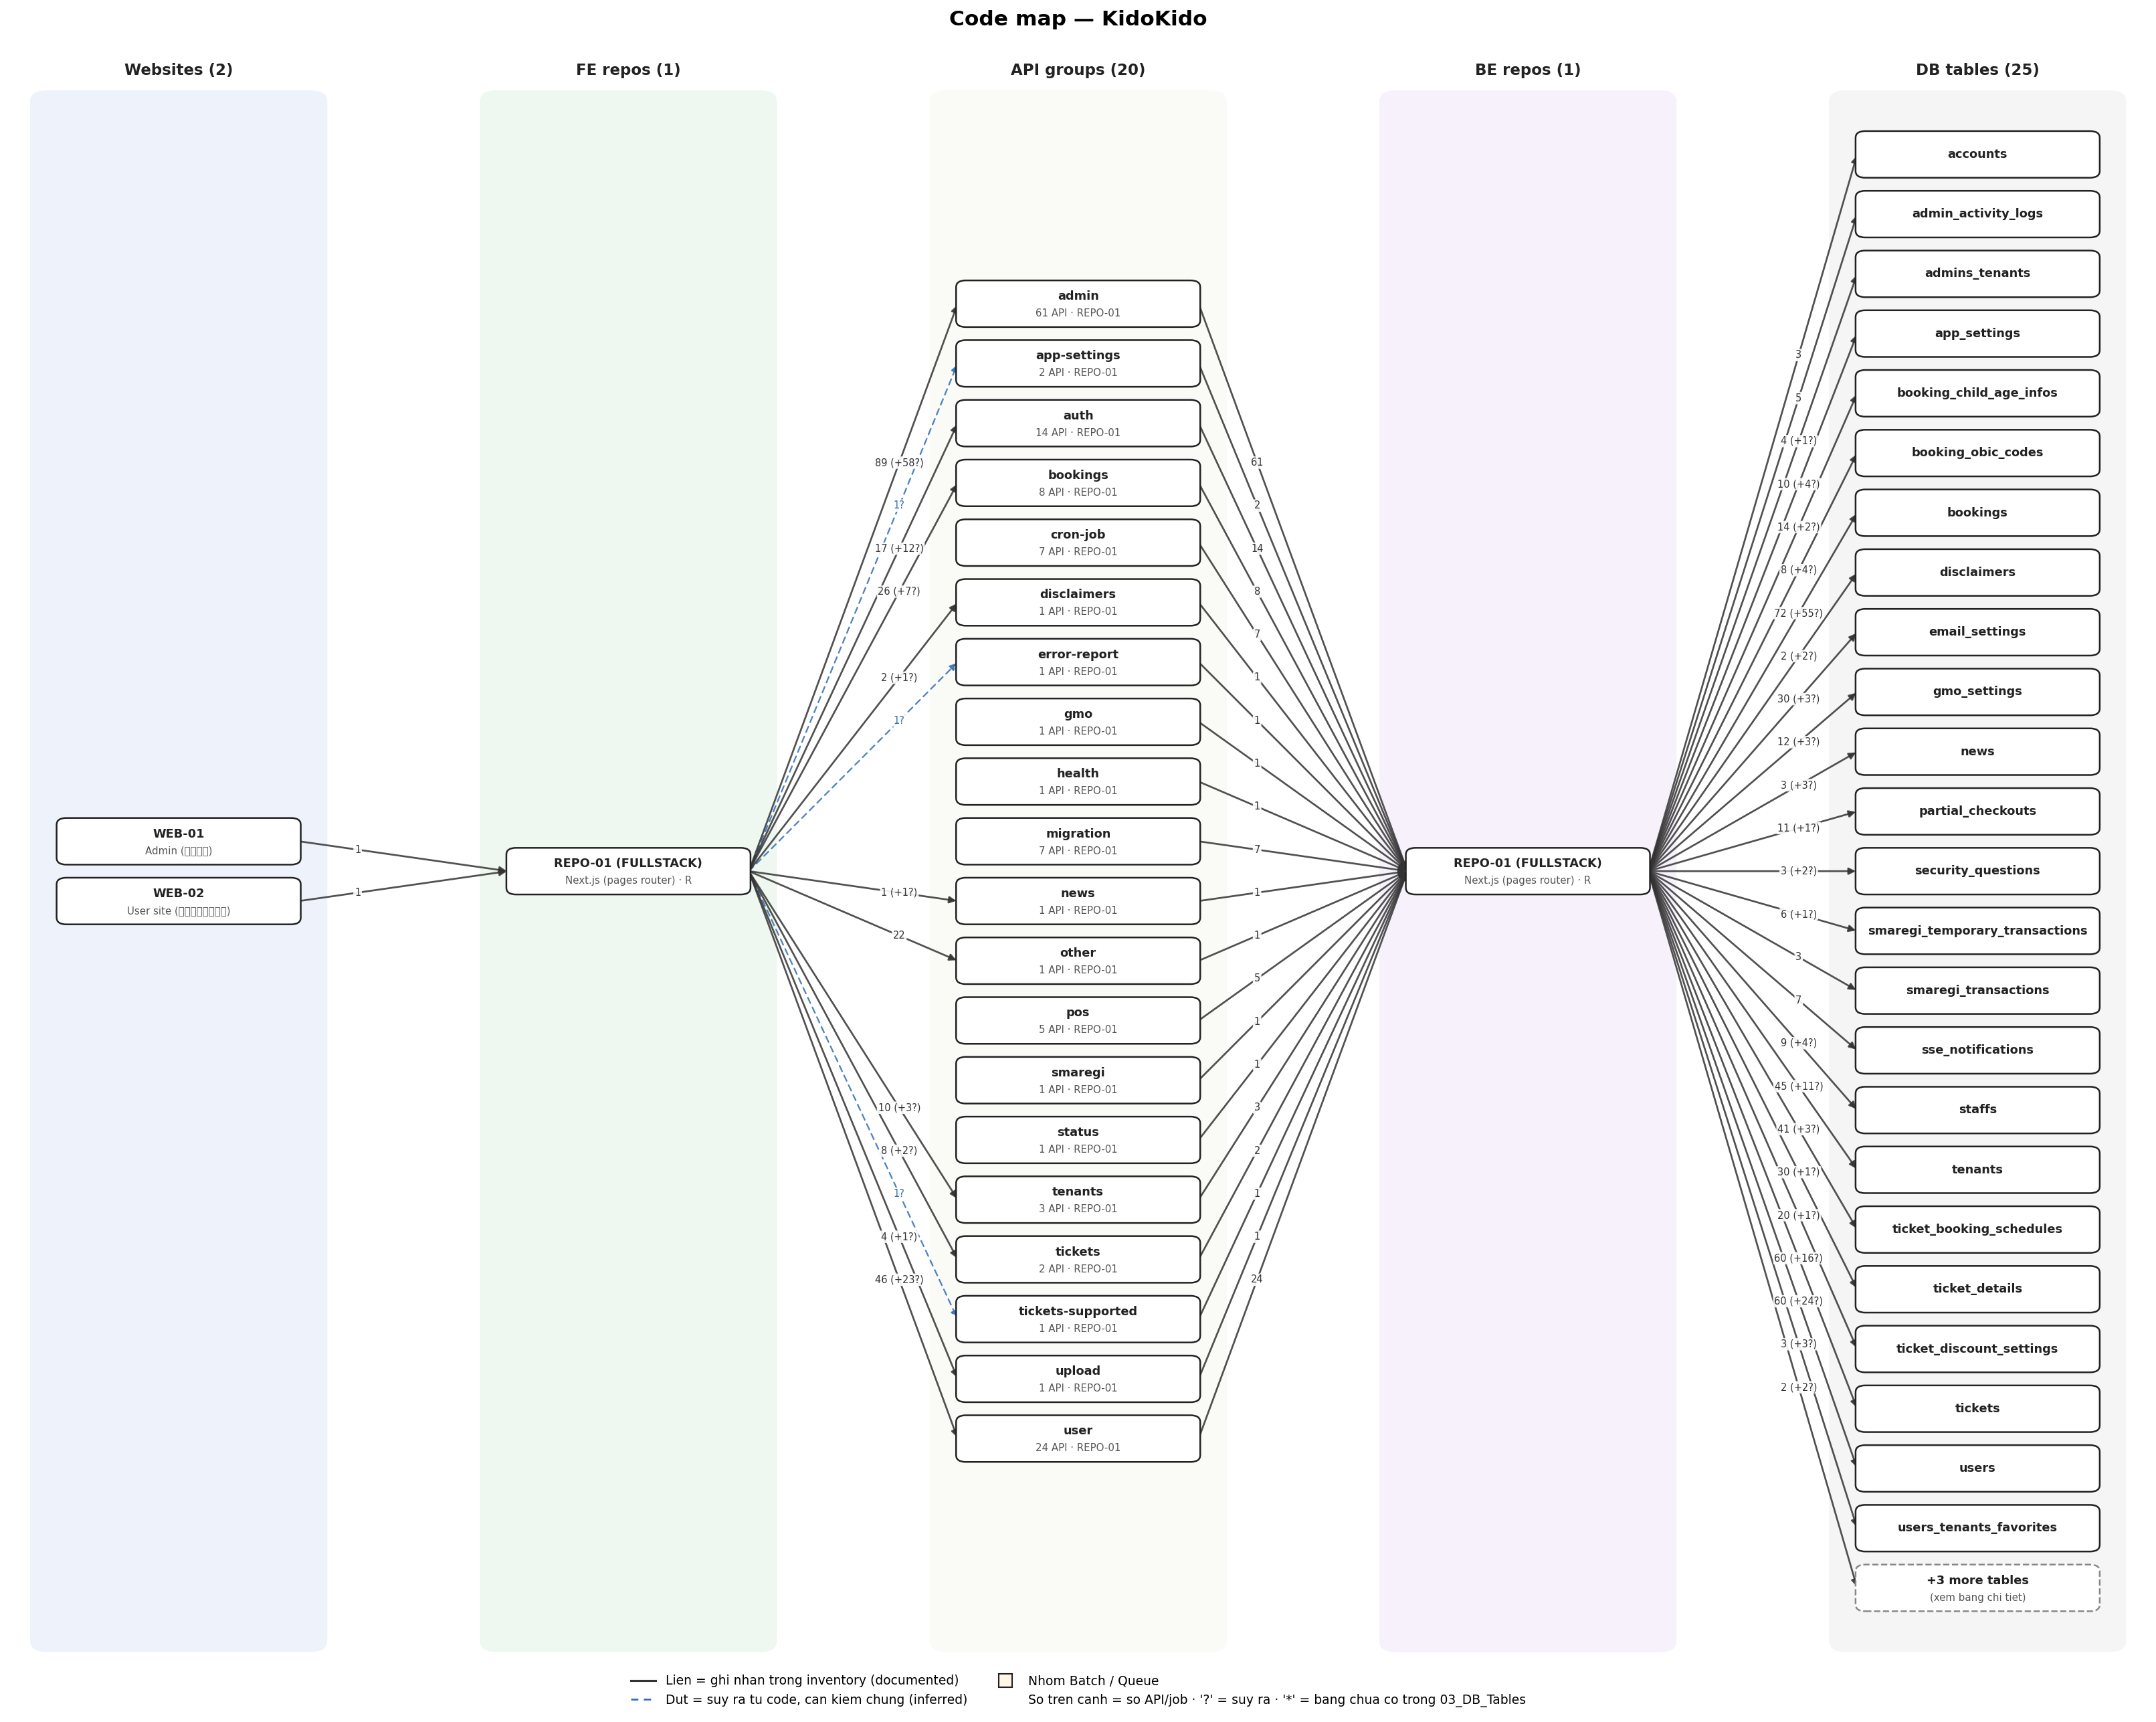 Code map — KidoKido
Websites (2)
FE repos (1)
API groups (20)
BE repos (1)
DB tables (25)
WEB-01
Admin
WEB-02
User site
1
1
REPO-01 (FULLSTACK)
Next.js (pages router) · R
89 (+58?)
1?
17 (+12?)
26 (+7?)
2 (+1?)
1?
1 (+1?)
22
10 (+3?)
8 (+2?)
1?
4 (+1?)
46 (+23?)
admin
61 API · REPO-01
app-settings
2 API · REPO-01
auth
14 API · REPO-01
bookings
8 API · REPO-01
cron-job
7 API · REPO-01
disclaimers
1 API · REPO-01
error-report
1 API · REPO-01
gmo
1 API · REPO-01
health
1 API · REPO-01
migration
7 API · REPO-01
news
1 API · REPO-01
other
1 API · REPO-01
pos
5 API · REPO-01
smaregi
1 API · REPO-01
status
1 API · REPO-01
tenants
3 API · REPO-01
tickets
2 API · REPO-01
tickets-supported
1 API · REPO-01
upload
1 API · REPO-01
user
24 API · REPO-01
61
2
14
8
7
1
1
1
1
7
1
1
5
1
1
3
2
1
1
24
REPO-01 (FULLSTACK)
Next.js (pages router) · R
3
5
4 (+1?)
10 (+4?)
14 (+2?)
8 (+4?)
72 (+55?)
2 (+2?)
30 (+3?)
12 (+3?)
3 (+3?)
11 (+1?)
3 (+2?)
6 (+1?)
3
7
9 (+4?)
45 (+11?)
41 (+3?)
30 (+1?)
20 (+1?)
60 (+16?)
60 (+24?)
3 (+3?)
2 (+2?)
accounts
admin_activity_logs
admins_tenants
app_settings
booking_child_age_infos
booking_obic_codes
bookings
disclaimers
email_settings
gmo_settings
news
partial_checkouts
security_questions
smaregi_temporary_transactions
smaregi_transactions
sse_notifications
staffs
tenants
ticket_booking_schedules
ticket_details
ticket_discount_settings
tickets
users
users_tenants_favorites
+3 more tables
(xem bang chi tiet)
Lien = ghi nhan trong inventory (documented)
Dut = suy ra tu code, can kiem chung (inferred)
Nhom Batch / Queue
So tren canh = so API/job · '?' = suy ra · '*' = bang chua co trong 03_DB_Tables